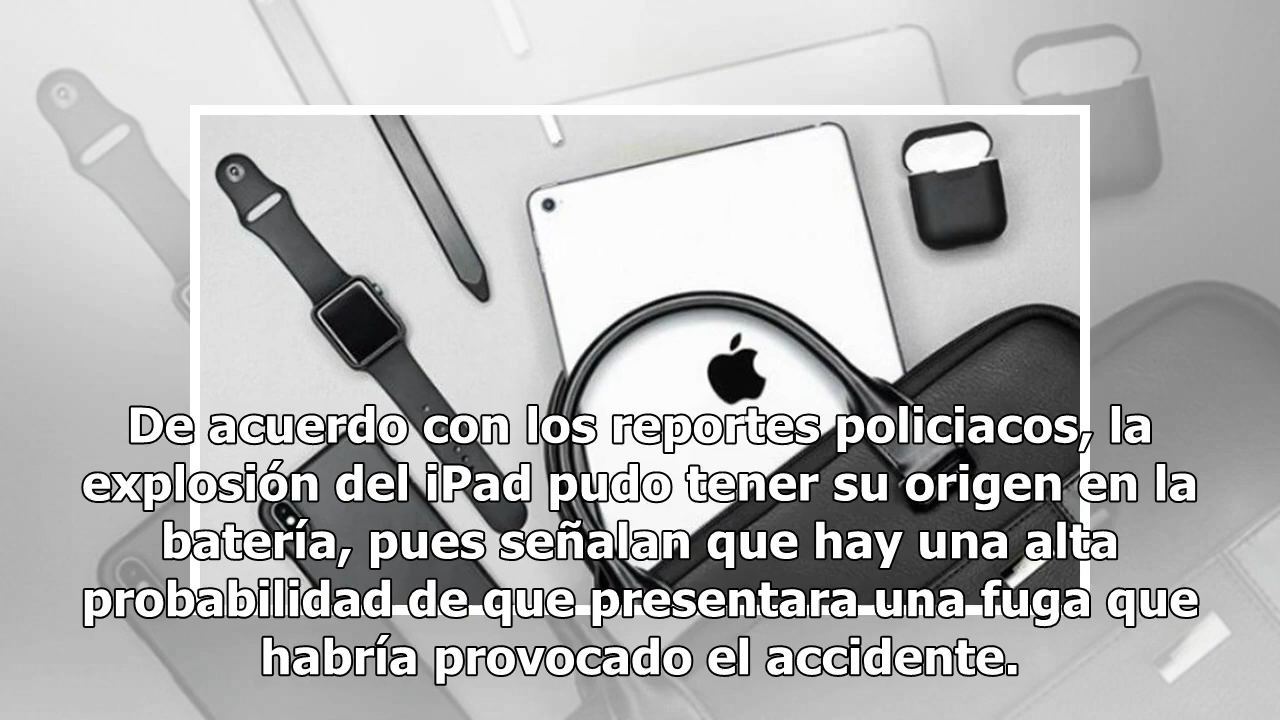 De acuerdo con los reportes policiacos, la
explosión del iPad pudo tener su origen en la
batería, pues señalan que hay una alta
probabilidad de que presentara una fuga que
habría provocado el accidente.